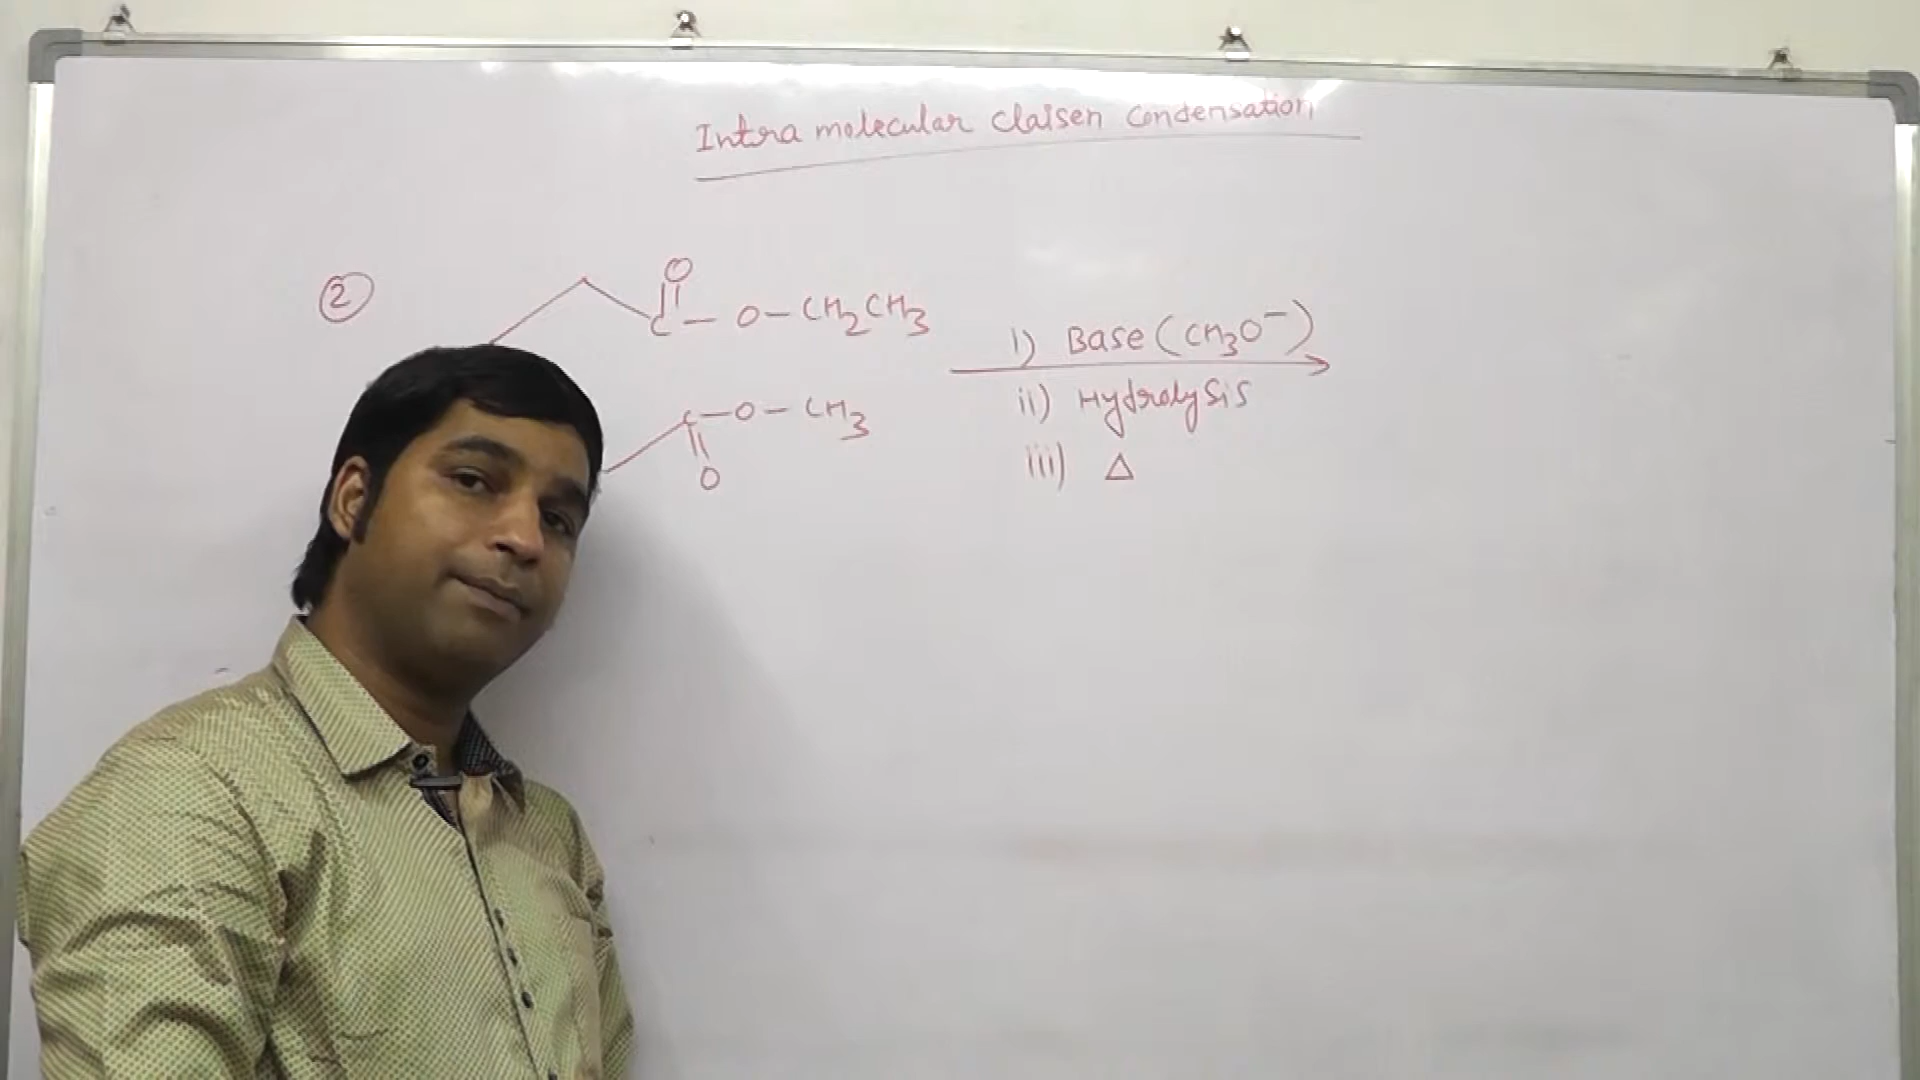 Intra molecular Claisen Condensation
②
O
C - O - CH2CH3
i) Base (CH3O⁻)
C - O - CH3
O
ii) Hydrolysis
iii) Δ